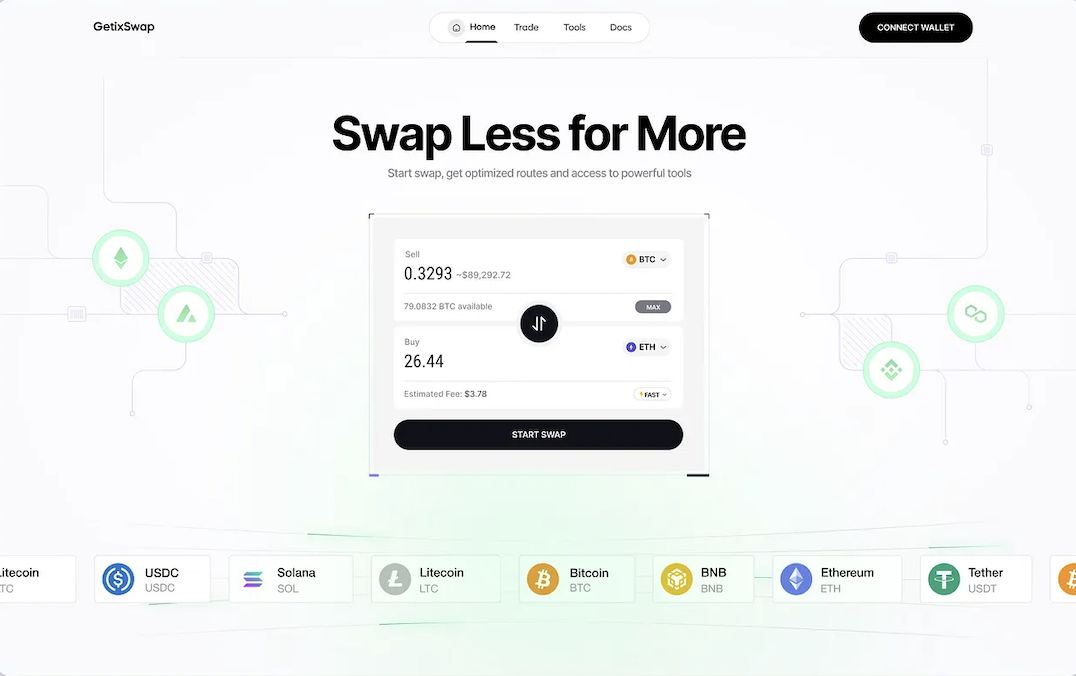 GetixSwap
Home
Trade
Tools
Docs
CONNECT WALLET
Swap Less for More
Start swap, get optimized routes and access to powerful tools
Sell
0.3293 ~$89,292.72
BTC
79.0832 BTC available
MAX
Buy
26.44
ETH
Estimated Fee: $3.78
FAST
START SWAP
itecoin
TC
USDC
USDC
Solana
SOL
Litecoin
LTC
Bitcoin
BTC
BNB
BNB
Ethereum
ETH
Tether
USDT